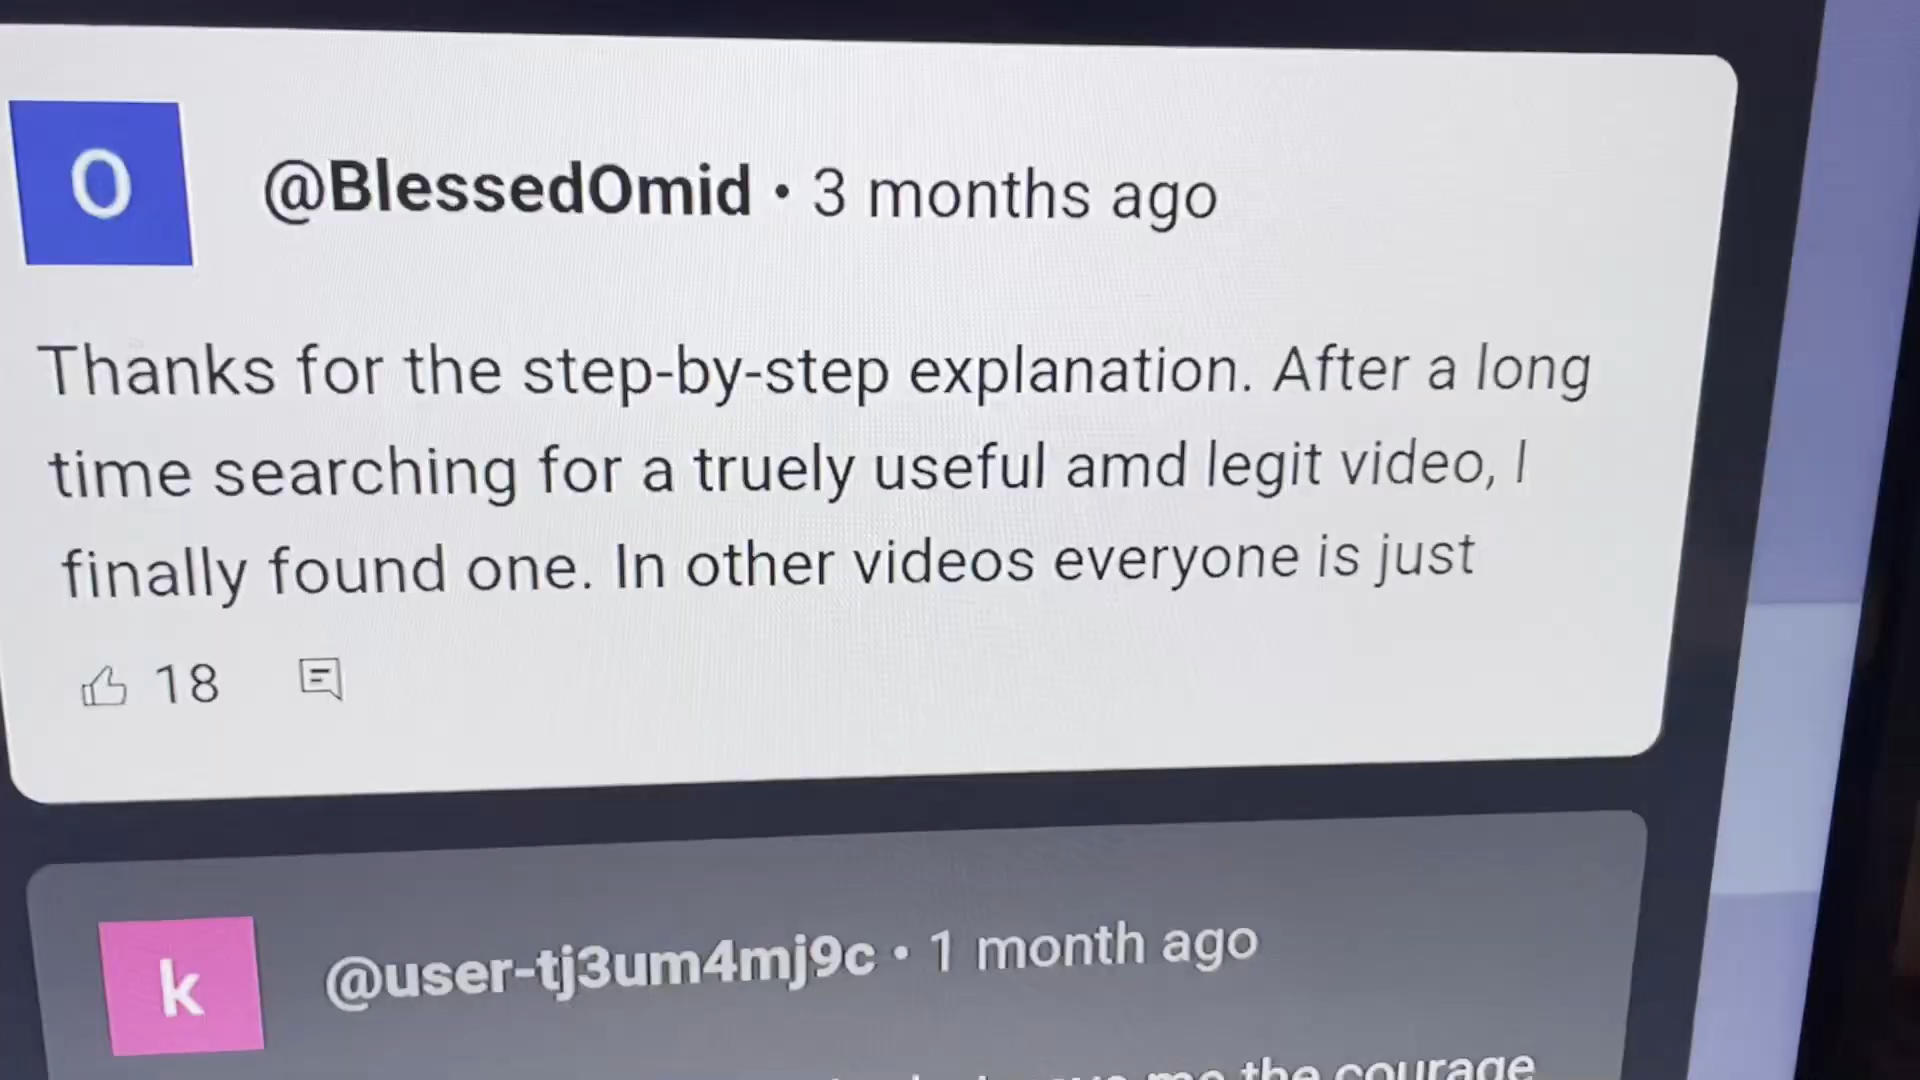 O
@BlessedOmid • 3 months ago
Thanks for the step-by-step explanation. After a long
time searching for a truely useful amd legit video, I
finally found one. In other videos everyone is just
18
k
@user-tj3um4mj9c • 1 month ago
me the courage